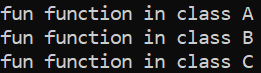 fun function in class A
fun function in class B
fun function in class C